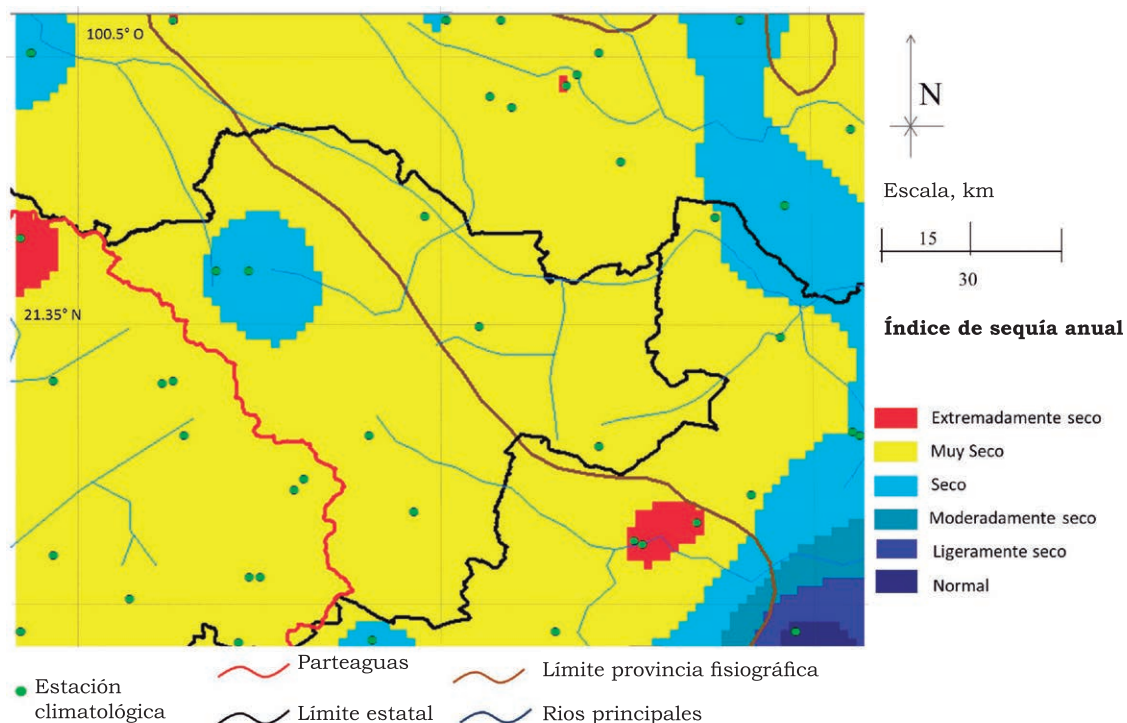 100.5° O
21.35° N
N
Escala, km
15
30
Índice de sequía anual
Extremadamente seco
Muy Seco
Seco
Moderadamente seco
Ligeramente seco
Normal
Estación
climatológica
Parteaguas
Límite estatal
Límite provincia fisiográfica
Rios principales